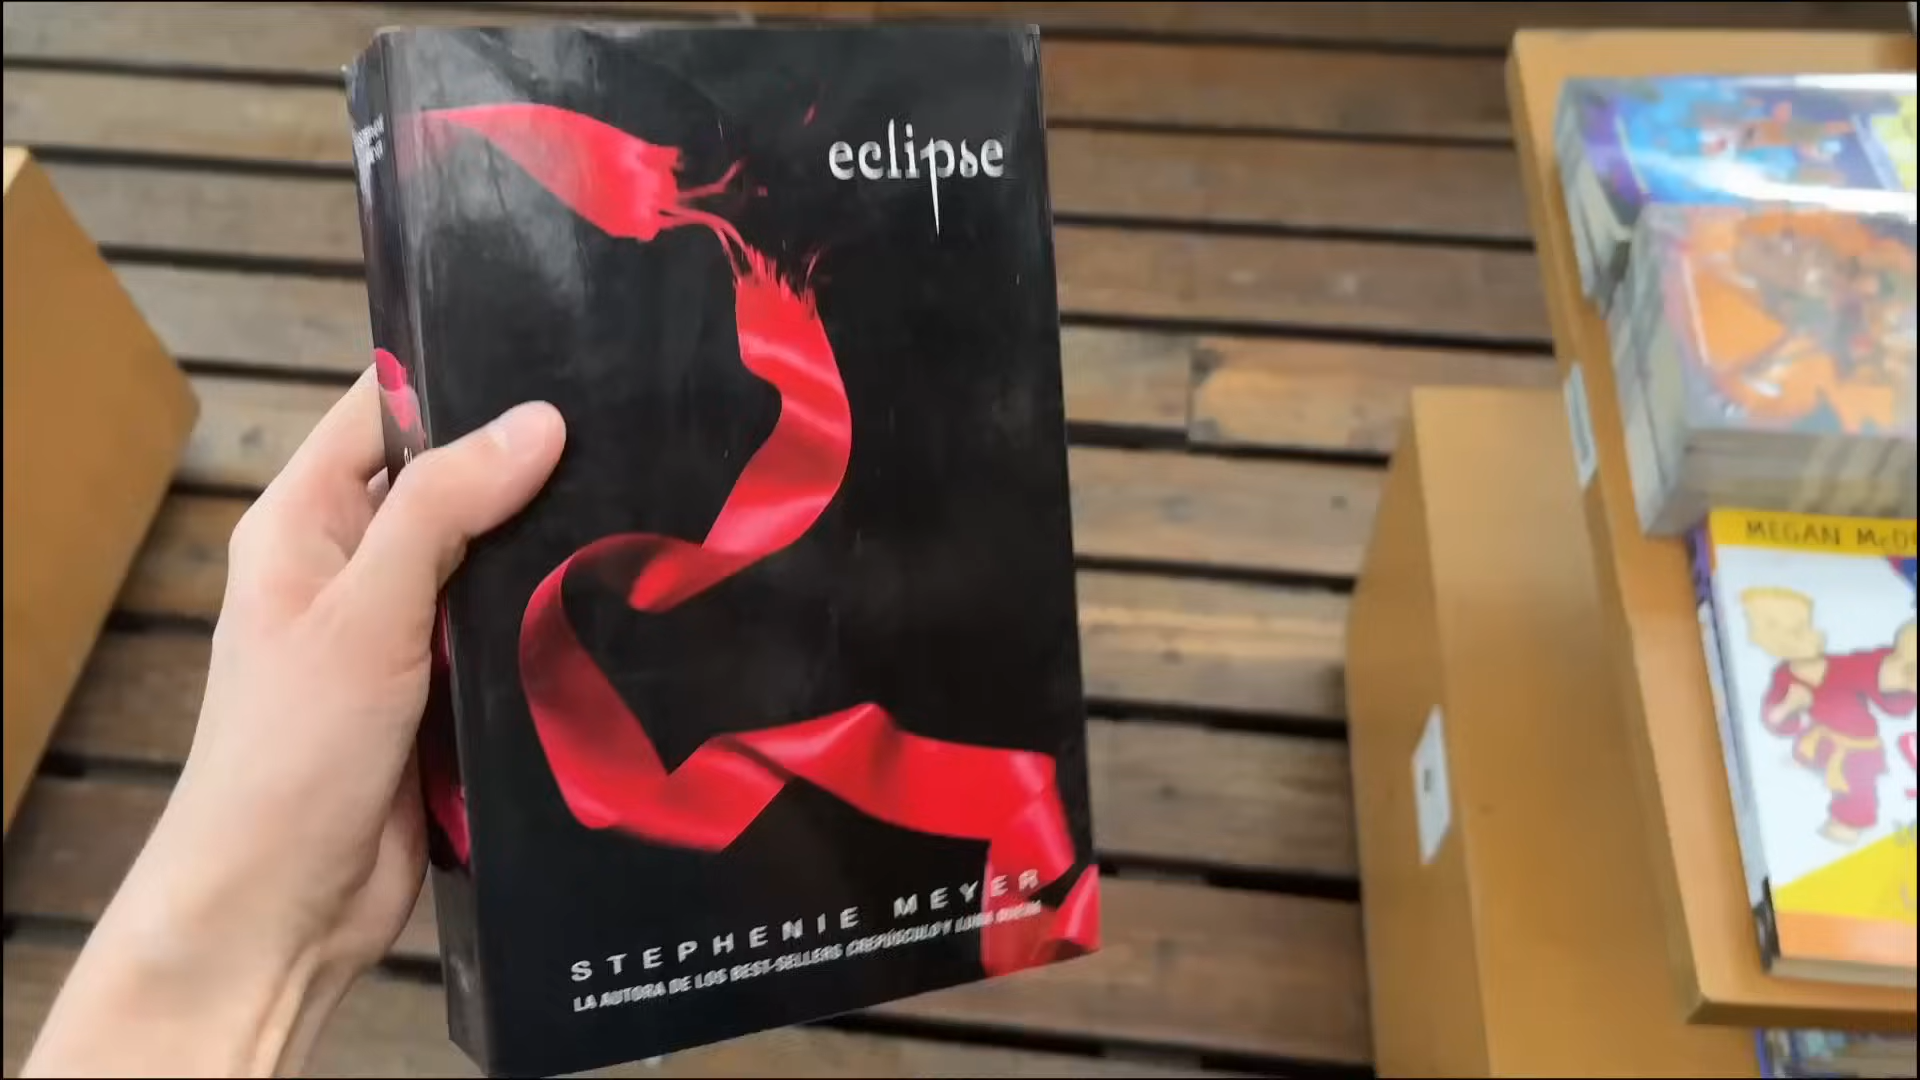 eclipse
STEPHENIE MEYER
LA AUTORA DE LOS BEST-SELLERS CREPÚSCULO Y LUNA NUEVA
MEGAN McD